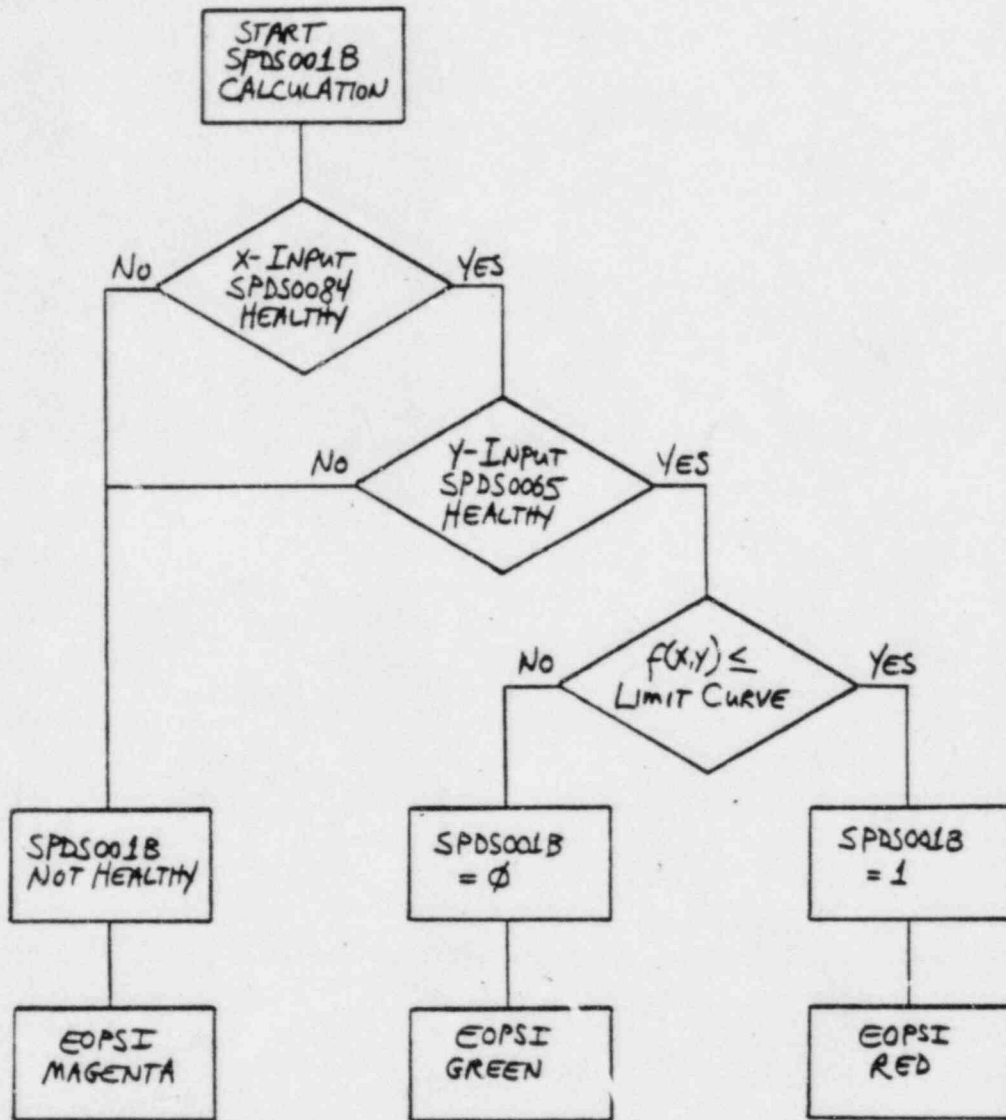 START
SPDS001B
CALCULATION
X-INPUT
SPDS0084
HEALTHY
NO
YES
Y-INPUT
SPDS0065
HEALTHY
NO
YES
f(X,Y) ≤
LIMIT CURVE
NO
YES
SPDS001B
NOT HEALTHY
SPDS001B
= Ø
SPDS001B
= 1
EOPSI
MAGENTA
EOPSI
GREEN
EOPSI
RED